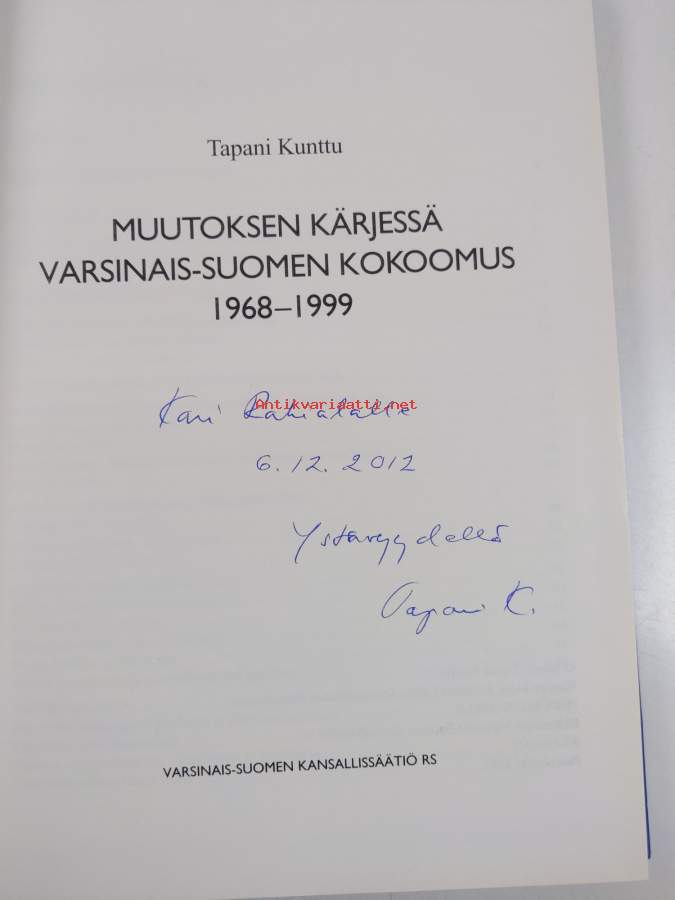 Tapani Kunttu
MUUTOKSEN KÄRJESSÄ
VARSINAIS-SUOMEN KOKOOMUS
1968–1999
Kari
Antikvariaatti.net
6.12.2012
Ystävyydellä
Tapani K.
VARSINAIS-SUOMEN KANSALLISSÄÄTIÖ RS